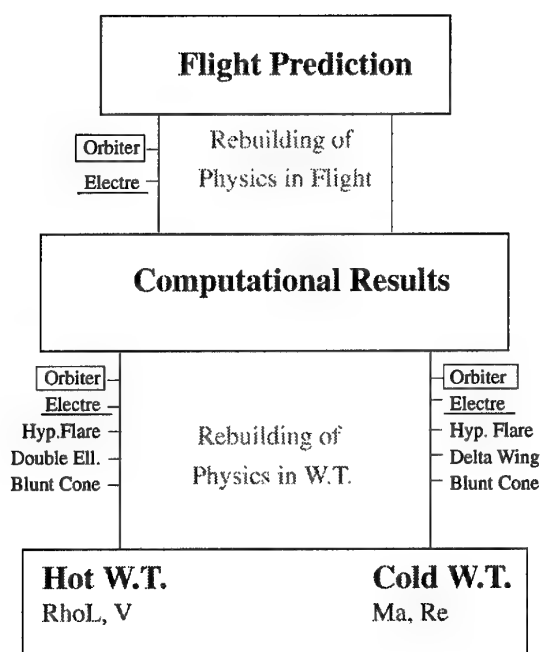 Flight Prediction
Orbiter
Electre
Rebuilding of
Physics in Flight
Computational Results
Orbiter
Electre
Hyp.Flare
Double Ell.
Blunt Cone
Rebuilding of
Physics in W.T.
Orbiter
Electre
Hyp. Flare
Delta Wing
Blunt Cone
Hot W.T.
RhoL, V
Cold W.T.
Ma, Re